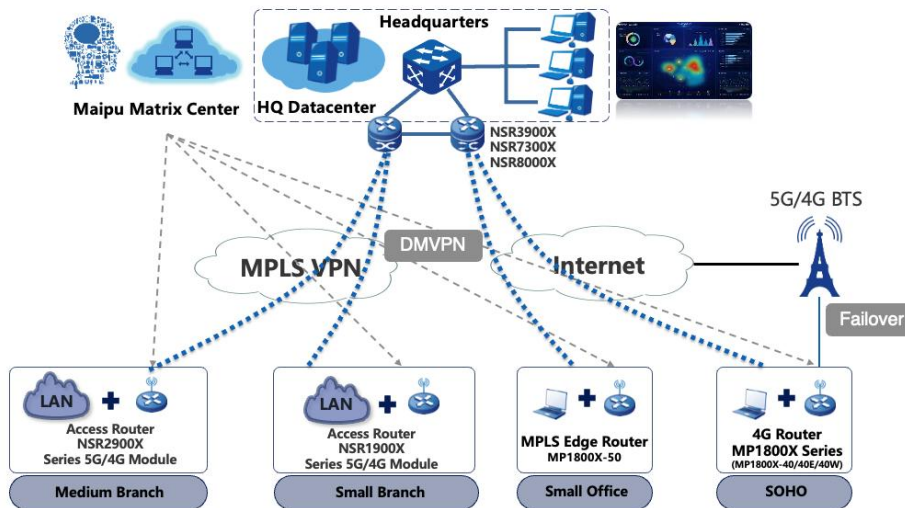 Headquarters
Maipu Matrix Center
HQ Datacenter
NSR3900X
NSR7300X
NSR8000X
5G/4G BTS
DMVPN
MPLS VPN
Internet
Failover
LAN
Access Router
NSR2900X
Series 5G/4G Module
Medium Branch
LAN
Access Router
NSR1900X
Series 5G/4G Module
Small Branch
MPLS Edge Router
MP1800X-50
Small Office
4G Router
MP1800X Series
(MP1800X-40/40E/40W)
SOHO